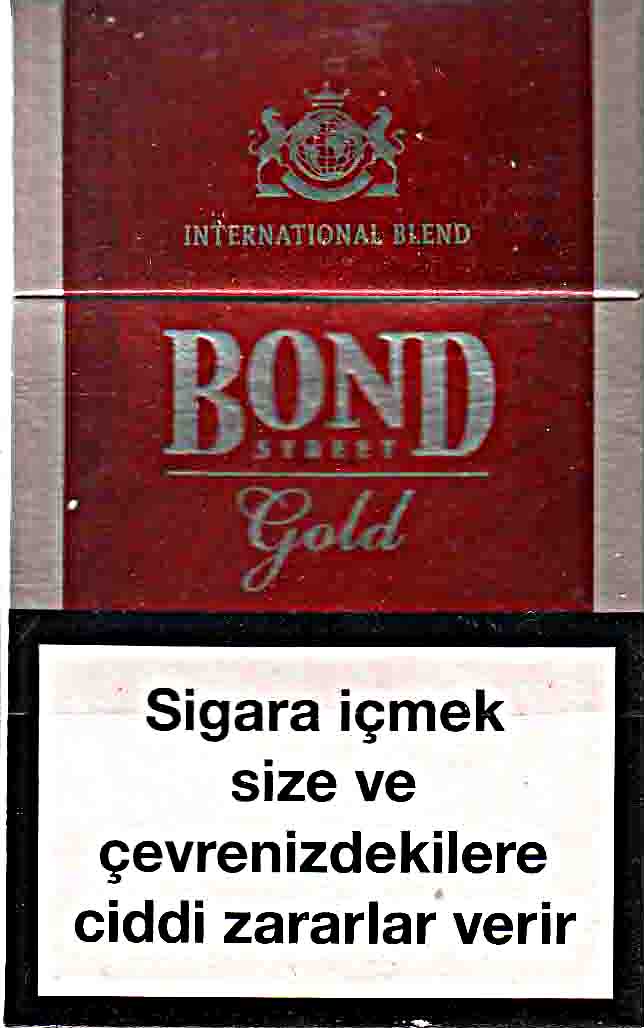 INTERNATIONAL BLEND
BOND
STREET
Gold
Sigara içmek
size ve
çevrenizdekilere
ciddi zararlar verir